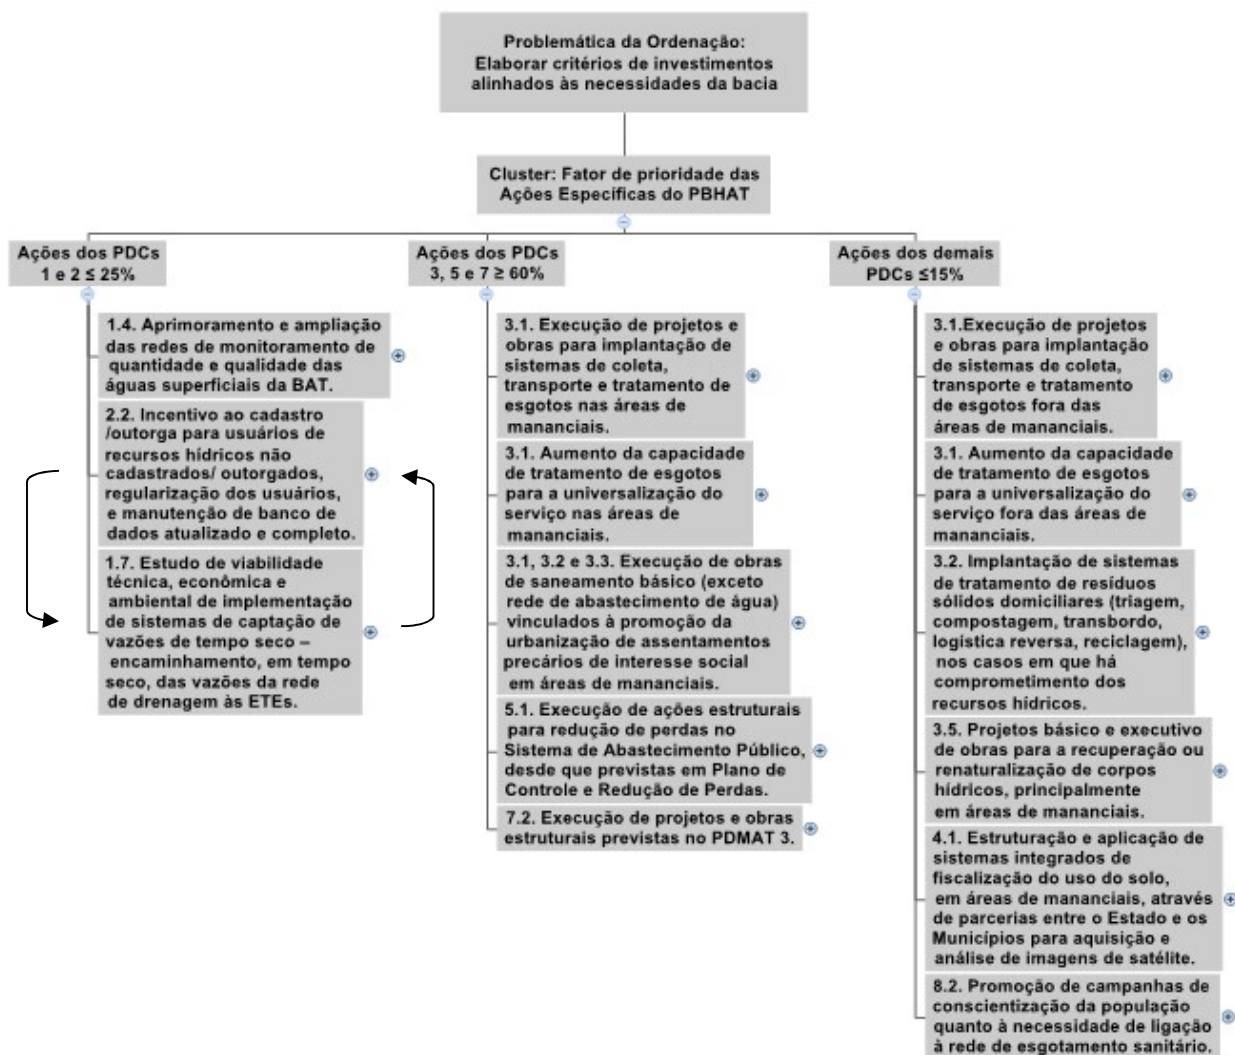 Problemática da Ordenação:
Elaborar critérios de investimentos
alinhados às necessidades da bacia
Cluster: Fator de prioridade das
Ações Específicas do PBHAT
Ações dos PDCs
1 e 2 ≤ 25%
1.4. Aprimoramento e ampliação
das redes de monitoramento de
quantidade e qualidade das
águas superficiais da BAT.
2.2. Incentivo ao cadastro
/outorga para usuários de
recursos hídricos não
cadastrados/ outorgados,
regularização dos usuários,
e manutenção de banco de
dados atualizado e completo.
1.7. Estudo de viabilidade
técnica, econômica e
ambiental de implementação
de sistemas de captação de
vazões de tempo seco –
encaminhamento, em tempo
seco, das vazões da rede
de drenagem às ETEs.
Ações dos PDCs
3, 5 e 7 ≥ 60%
3.1. Execução de projetos e
obras para implantação de
sistemas de coleta,
transporte e tratamento de
esgotos nas áreas de
mananciais.
3.1. Aumento da capacidade
de tratamento de esgotos
para a universalização do
serviço nas áreas de
mananciais.
3.1, 3.2 e 3.3. Execução de obras
de saneamento básico (exceto
rede de abastecimento de água)
vinculados à promoção da
urbanização de assentamentos
precários de interesse social
em áreas de mananciais.
5.1. Execução de ações estruturais
para redução de perdas no
Sistema de Abastecimento Público,
desde que previstas em Plano de
Controle e Redução de Perdas.
7.2. Execução de projetos e obras
estruturais previstas no PDMAT 3.
Ações dos demais
PDCs ≤15%
3.1.Execução de projetos
e obras para implantação
de sistemas de coleta,
transporte e tratamento
de esgotos fora das
áreas de mananciais.
3.1. Aumento da capacidade
de tratamento de esgotos
para a universalização do
serviço fora das áreas de
mananciais.
3.2. Implantação de sistemas
de tratamento de resíduos
sólidos domiciliares (triagem,
compostagem, transbordo,
logística reversa, reciclagem),
nos casos em que há
comprometimento dos
recursos hídricos.
3.5. Projetos básico e executivo
de obras para a recuperação ou
renaturalização de corpos
hídricos, principalmente
em áreas de mananciais.
4.1. Estruturação e aplicação de
sistemas integrados de
fiscalização do uso do solo,
em áreas de mananciais, através
de parcerias entre o Estado e os
Municípios para aquisição e
análise de imagens de satélite.
8.2. Promoção de campanhas de
conscientização da população
quanto à necessidade de ligação
à rede de esgotamento sanitário.